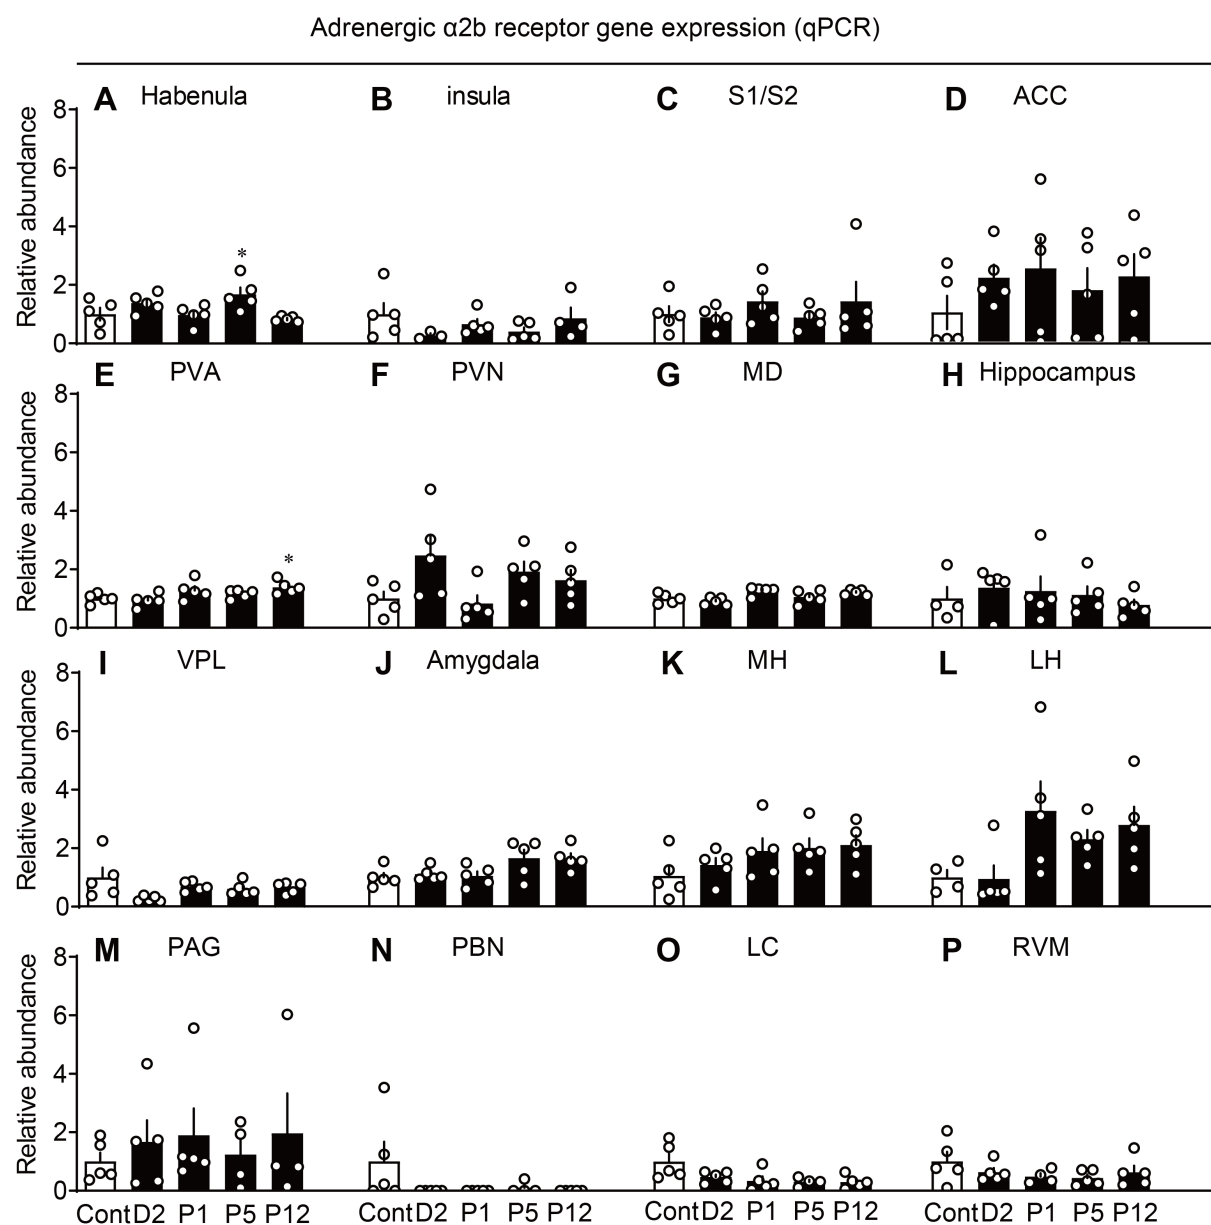 Adrenergic α2b receptor gene expression (qPCR)
A Habenula B insula C S1/S2 D ACC
Relative abundance
8
6
4
2
0
*
E PVA F PVN G MD H Hippocampus
Relative abundance
8
6
4
2
0
*
I VPL J Amygdala K MH L LH
Relative abundance
8
6
4
2
0
M PAG N PBN O LC P RVM
Relative abundance
8
6
4
2
0
Cont D2 P1 P5 P12 Cont D2 P1 P5 P12 Cont D2 P1 P5 P12 Cont D2 P1 P5 P12